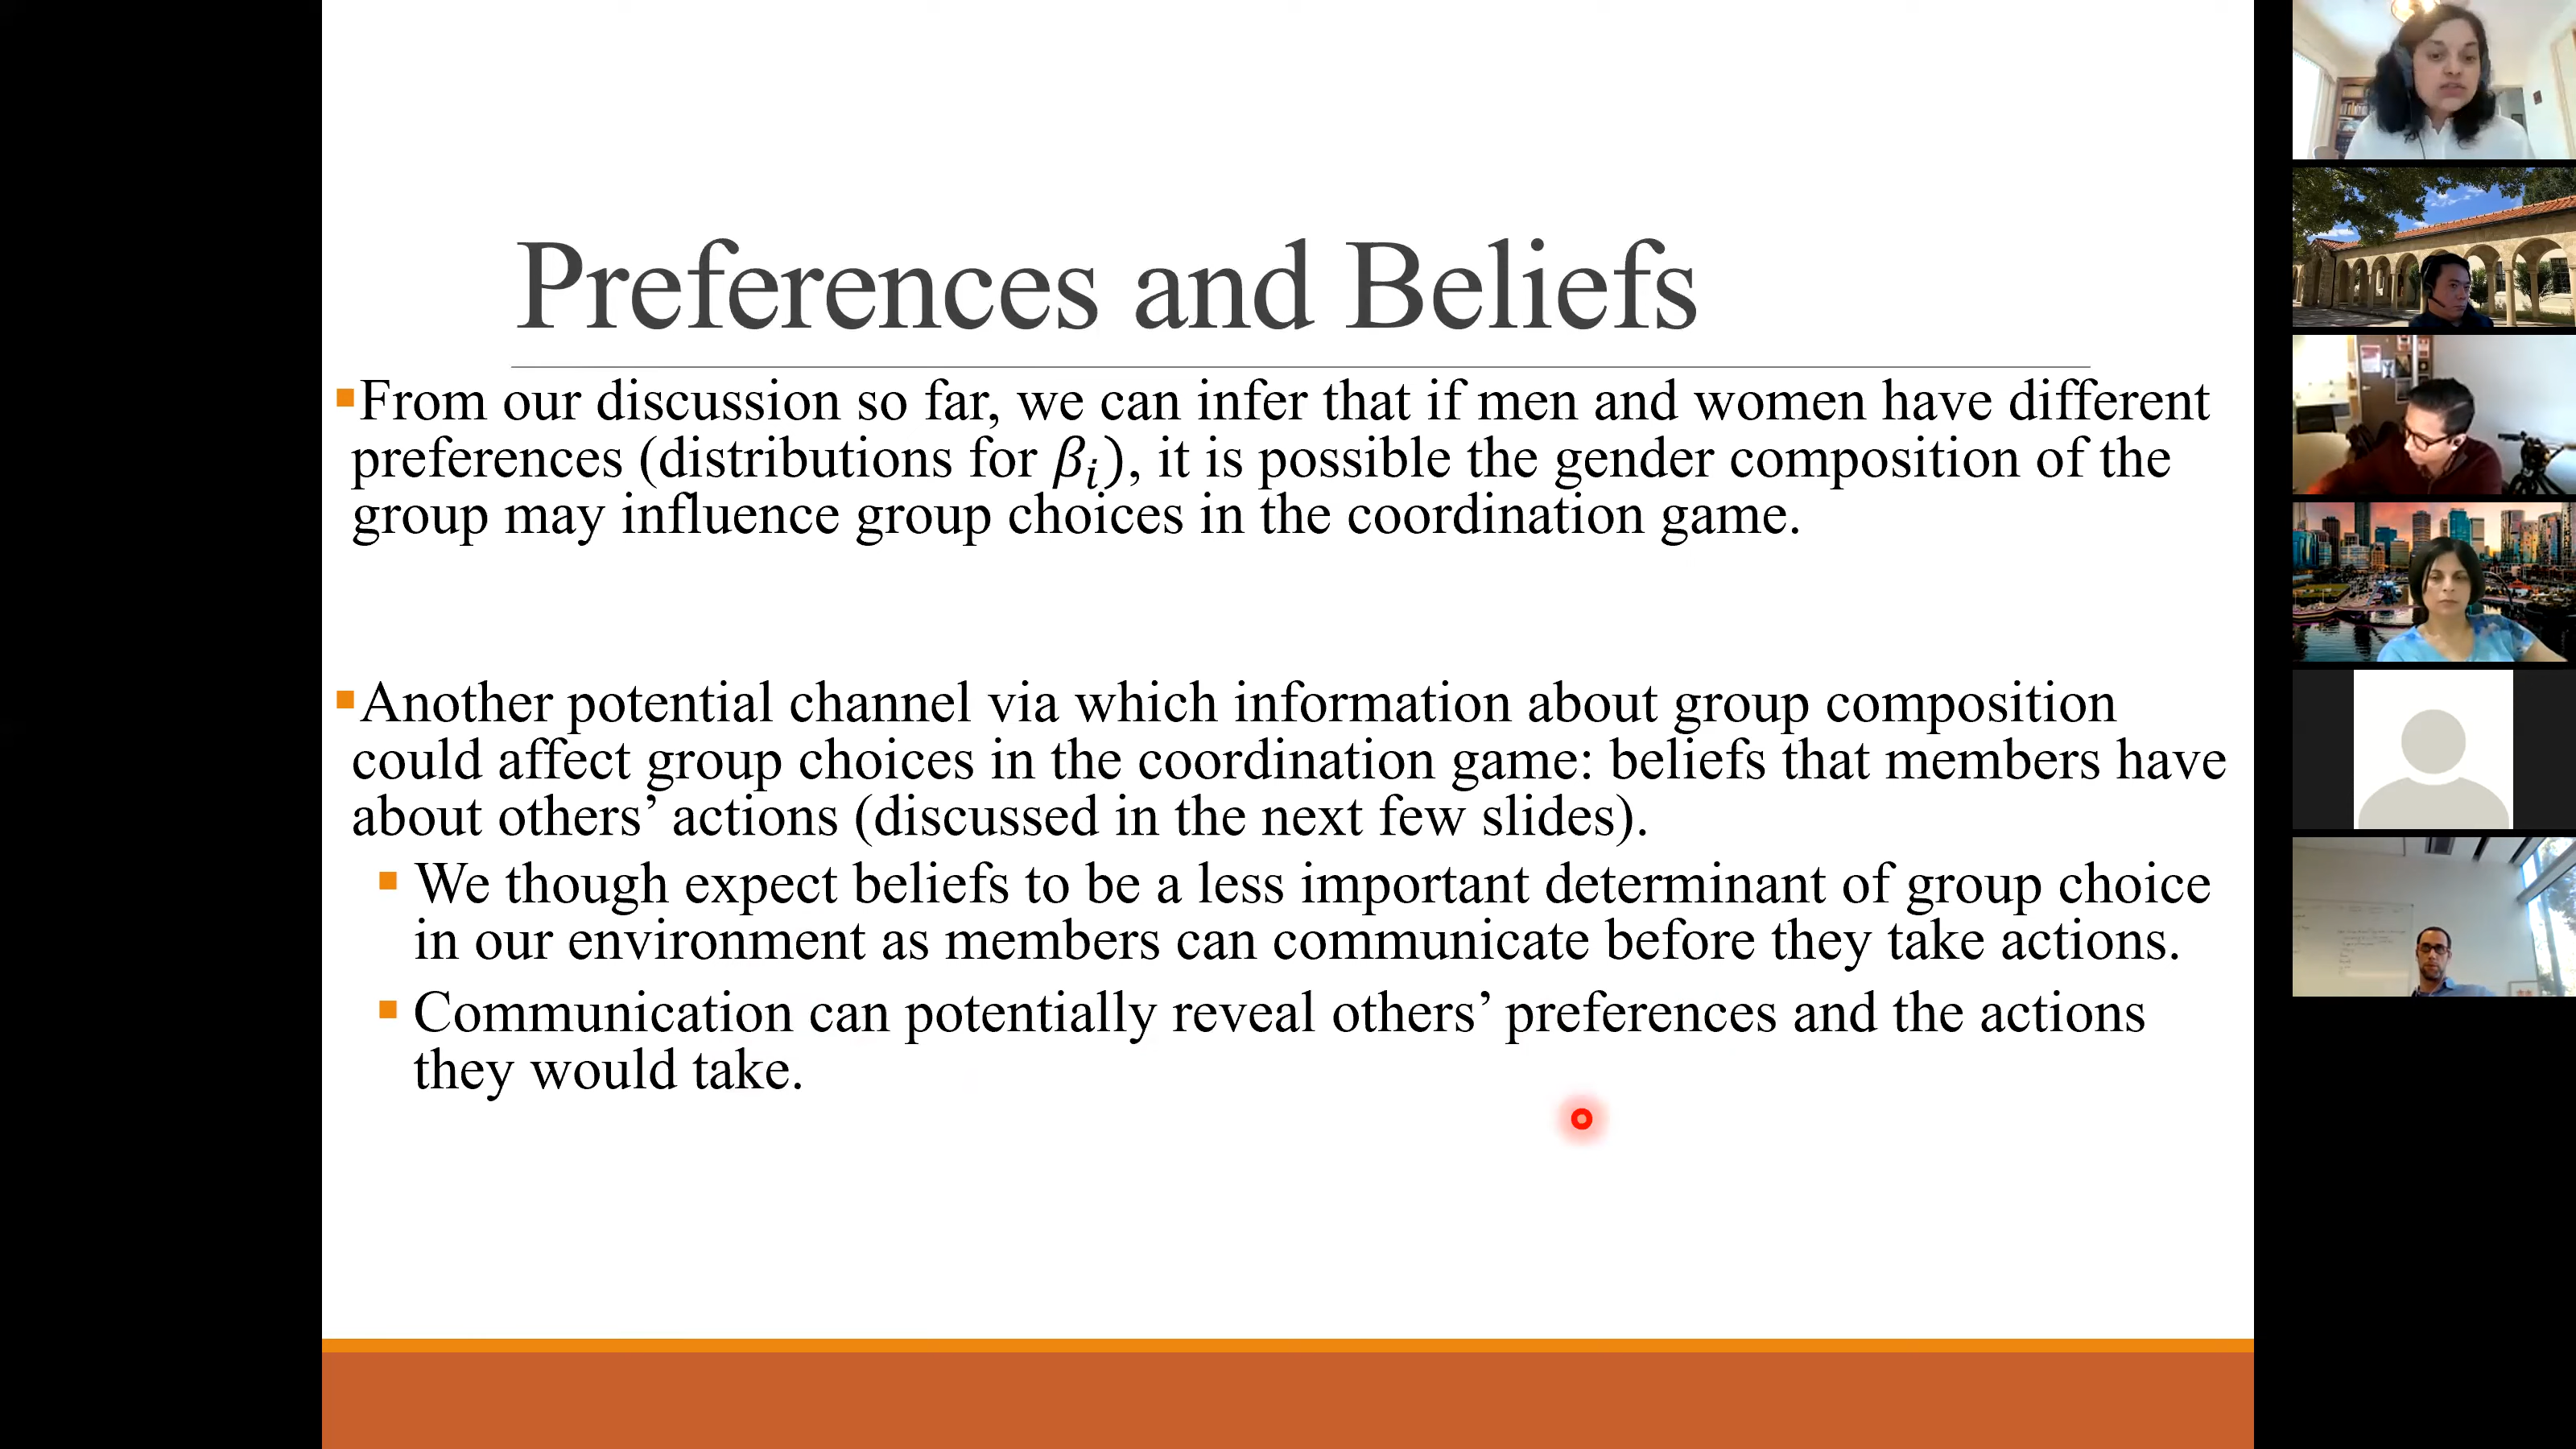 Preferences and Beliefs
▪From our discussion so far, we can infer that if men and women have different
preferences (distributions for βᵢ), it is possible the gender composition of the
group may influence group choices in the coordination game.
▪Another potential channel via which information about group composition
could affect group choices in the coordination game: beliefs that members have
about others’ actions (discussed in the next few slides).
▪ We though expect beliefs to be a less important determinant of group choice
in our environment as members can communicate before they take actions.
▪ Communication can potentially reveal others’ preferences and the actions
they would take.